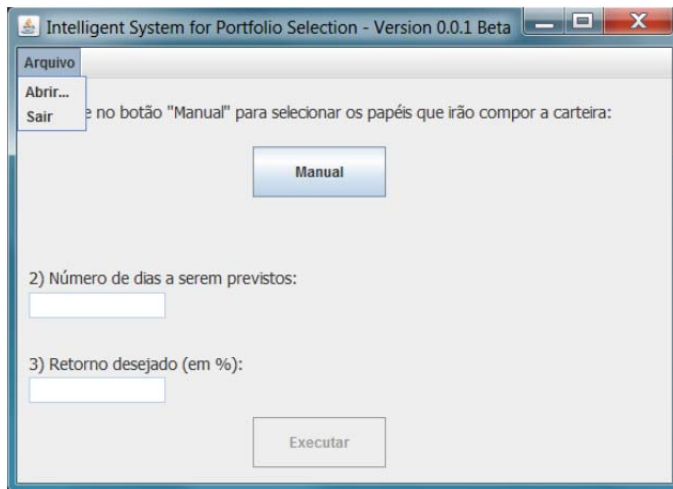 Intelligent System for Portfolio Selection - Version 0.0.1 Beta
Arquivo
Abrir...
Sair
no botão "Manual" para selecionar os papéis que irão compor a carteira:
Manual
2) Número de dias a serem previstos:
3) Retorno desejado (em %):
Executar